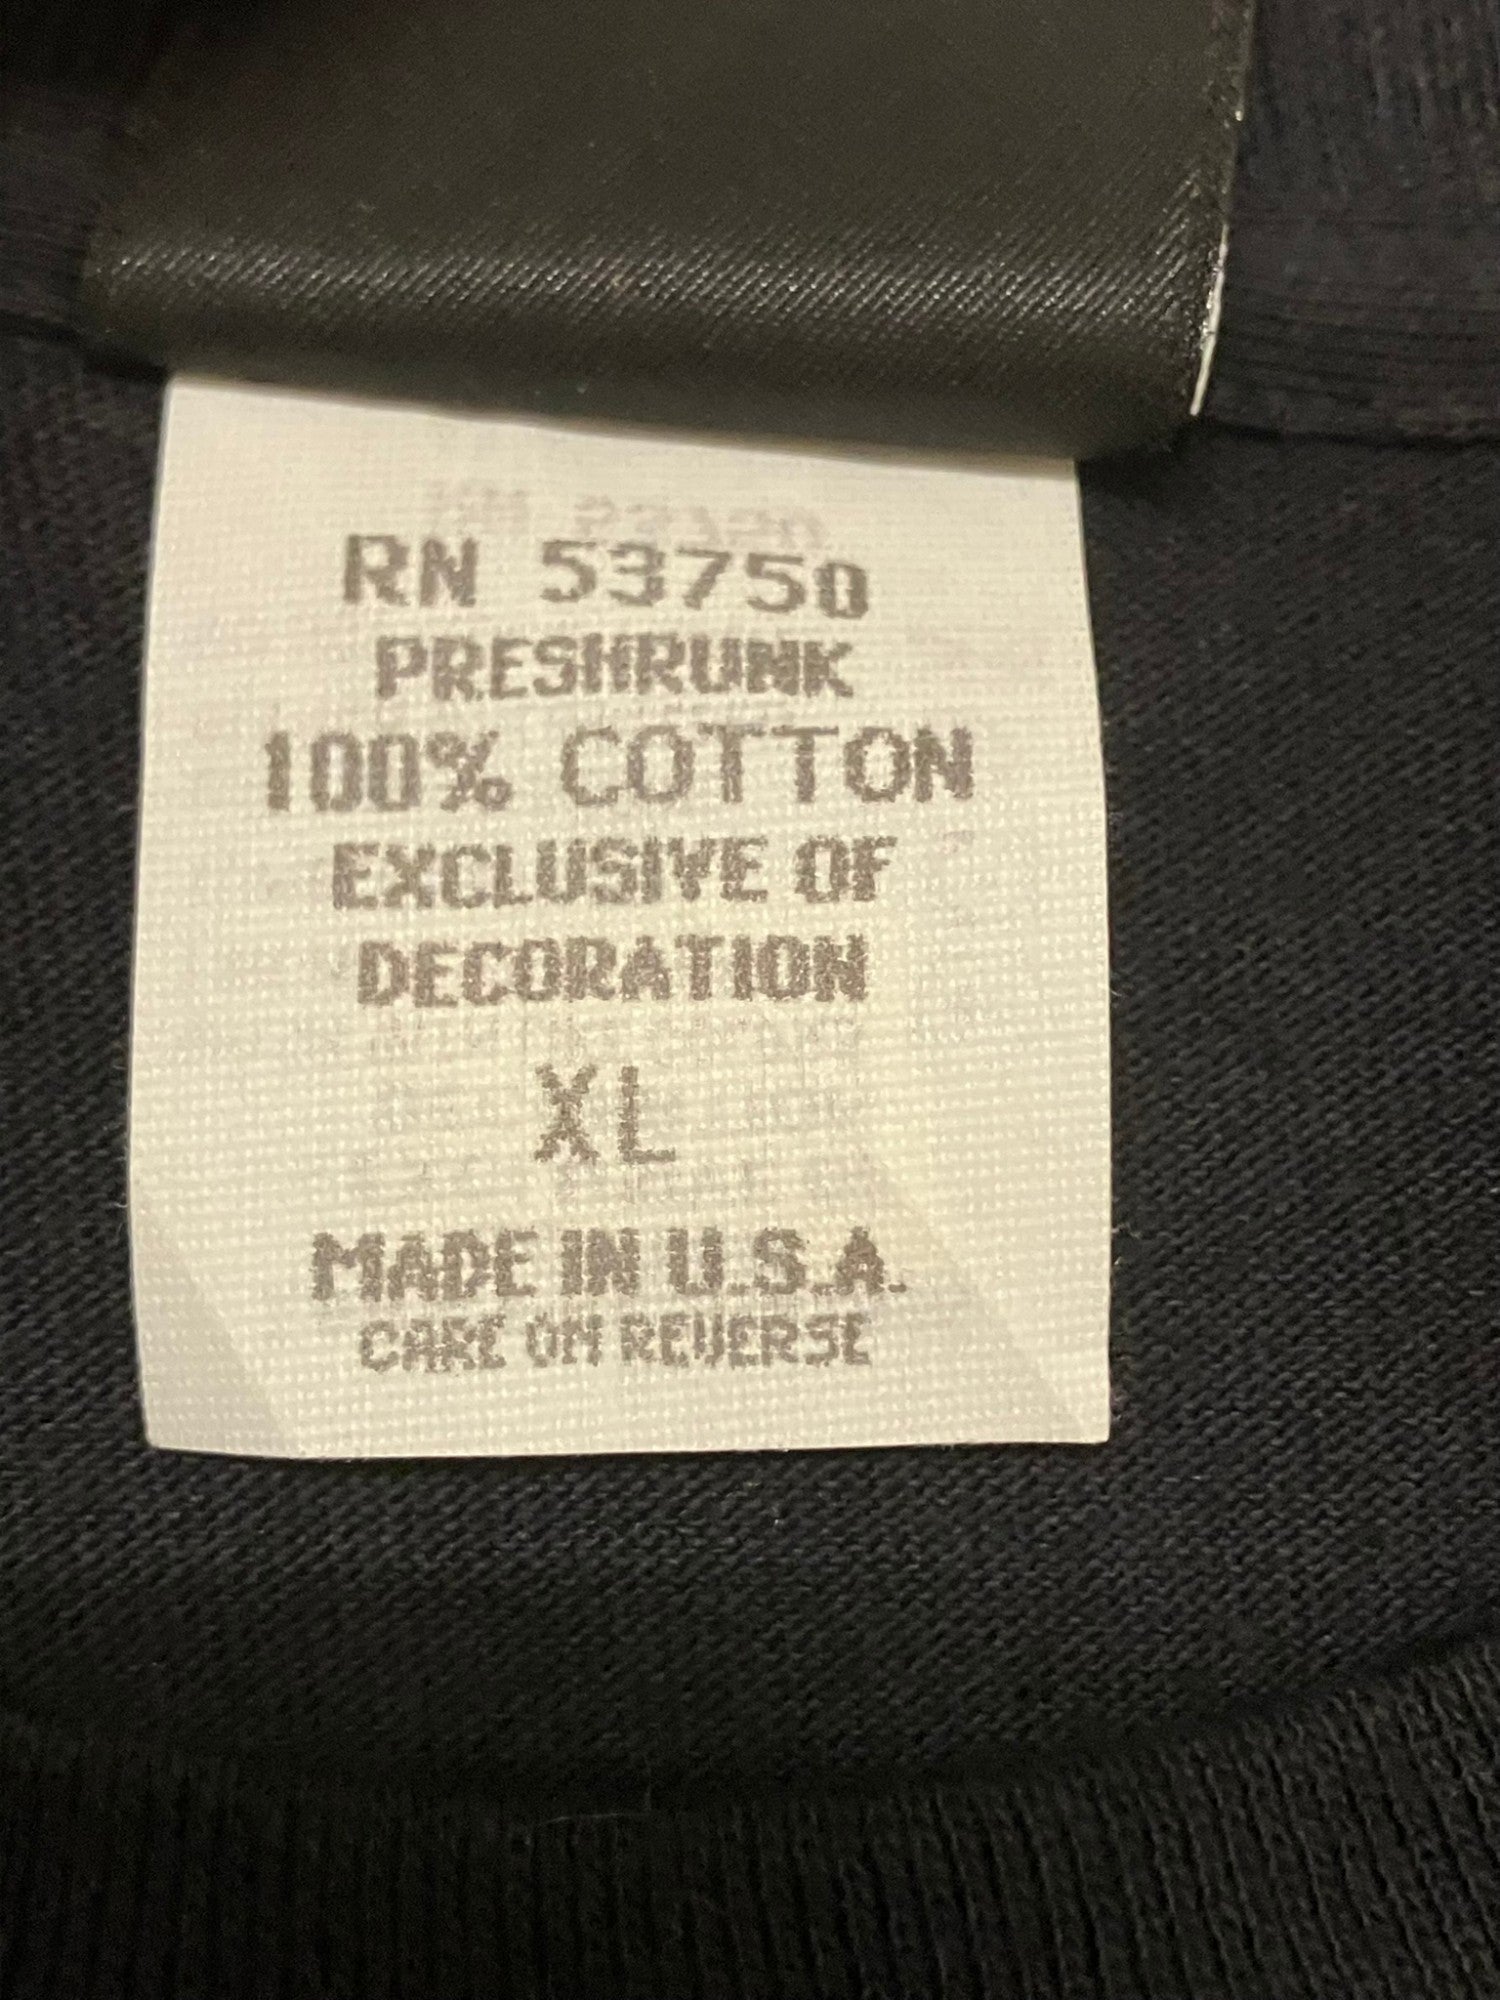 RN 53750
PRESHRUNK
100% COTTON
EXCLUSIVE OF
DECORATION
XL
MADE IN U.S.A.
CARE ON REVERSE